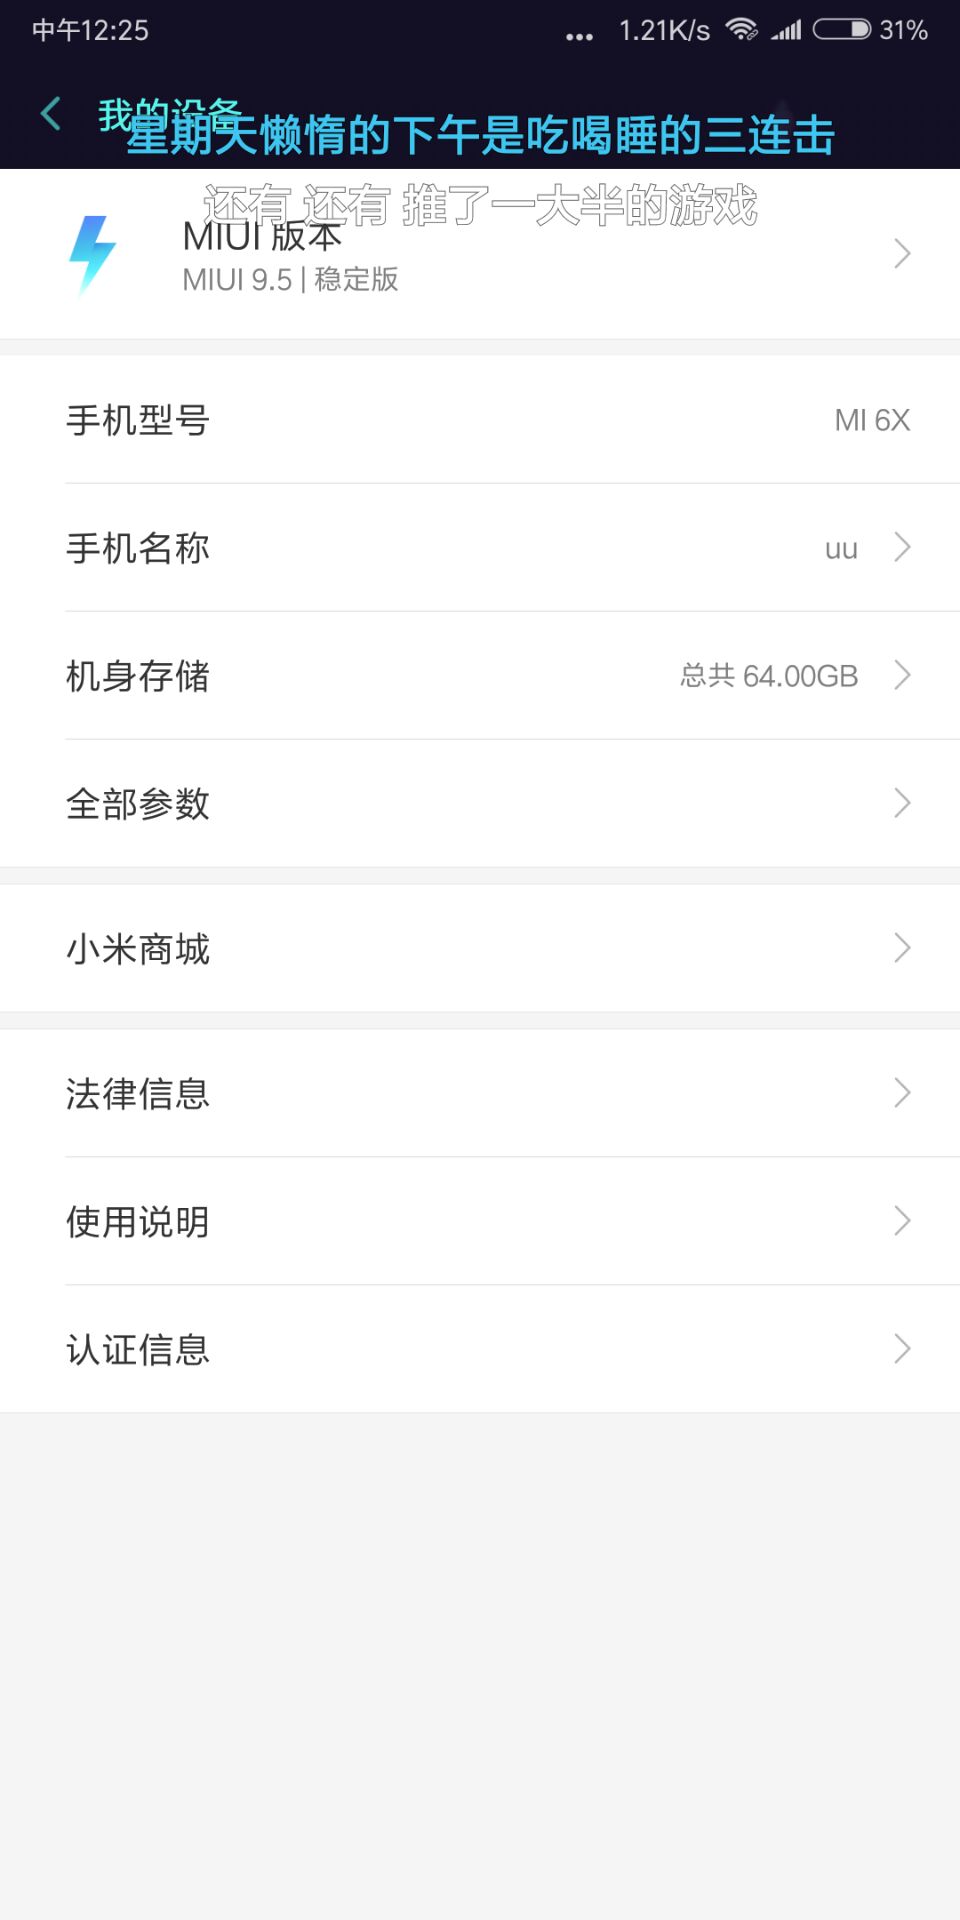 中午12:25
... 1.21K/s 31%
我的设备
星期天懒惰的下午是吃喝睡的三连击
还有 还有 推了一大半的游戏
MIUI 版本
MIUI 9.5 | 稳定版
手机型号 MI 6X
手机名称 uu
机身存储 总共 64.00GB
全部参数
小米商城
法律信息
使用说明
认证信息